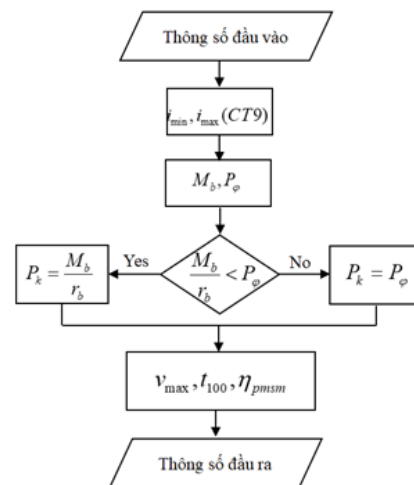 Thông số đầu vào
i_min, i_max (CT9)
M_b, P_φ
Yes
No
P_k = M_b / r_b
M_b / r_b < P_φ
P_k = P_φ
v_max, t_100, η_pmsm
Thông số đầu ra